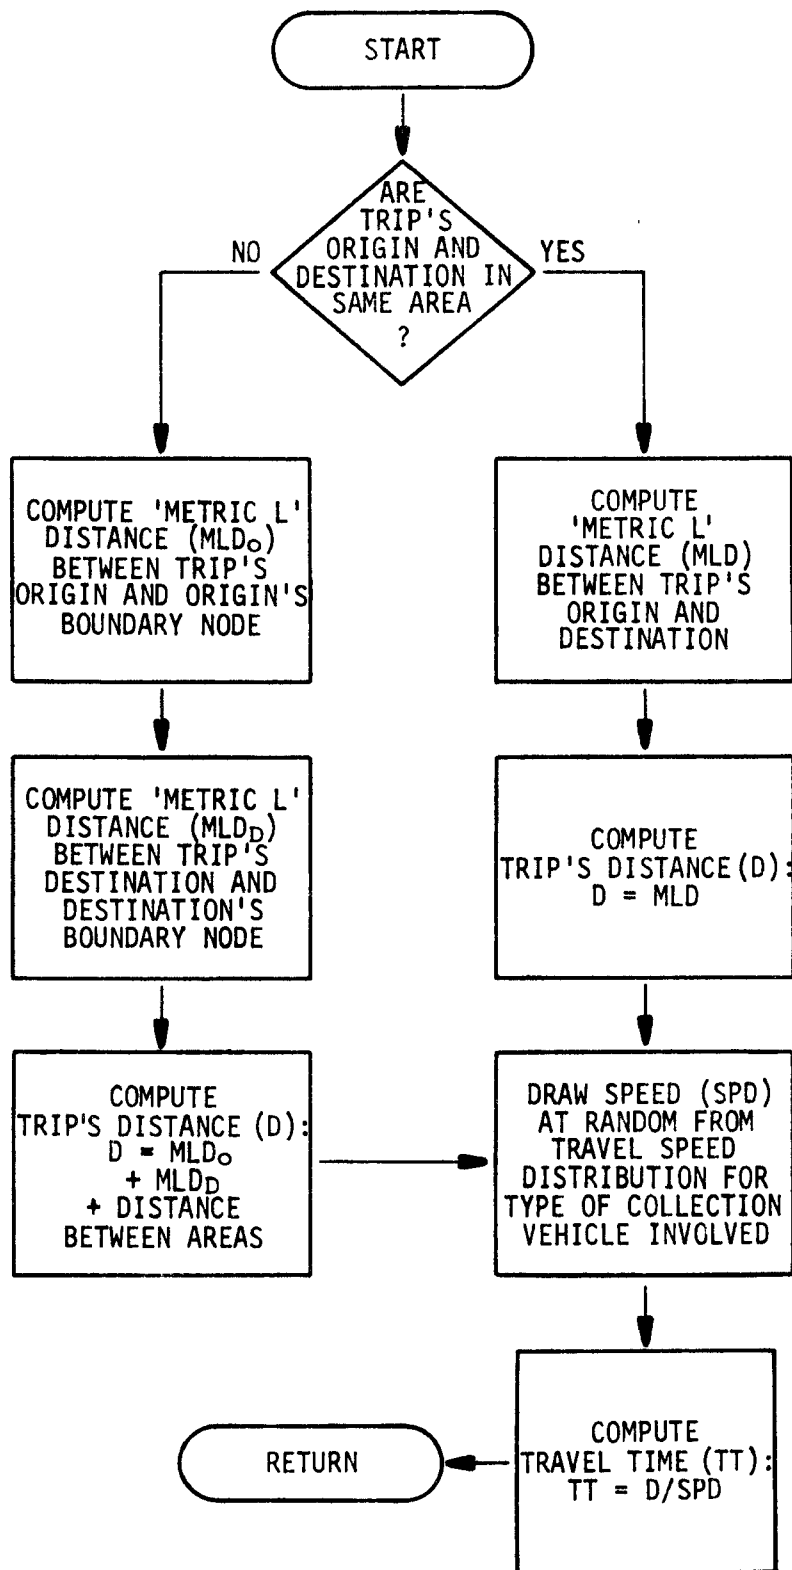 START
ARE
TRIP'S
ORIGIN AND
DESTINATION IN
SAME AREA
?
NO
YES
COMPUTE 'METRIC L'
DISTANCE (MLDO)
BETWEEN TRIP'S
ORIGIN AND ORIGIN'S
BOUNDARY NODE
COMPUTE
'METRIC L'
DISTANCE (MLD)
BETWEEN TRIP'S
ORIGIN AND
DESTINATION
COMPUTE 'METRIC L'
DISTANCE (MLDD)
BETWEEN TRIP'S
DESTINATION AND
DESTINATION'S
BOUNDARY NODE
COMPUTE
TRIP'S DISTANCE (D):
D = MLD
COMPUTE
TRIP'S DISTANCE (D):
D = MLDO
+ MLDD
+ DISTANCE
BETWEEN AREAS
DRAW SPEED (SPD)
AT RANDOM FROM
TRAVEL SPEED
DISTRIBUTION FOR
TYPE OF COLLECTION
VEHICLE INVOLVED
COMPUTE
TRAVEL TIME (TT):
TT = D/SPD
RETURN